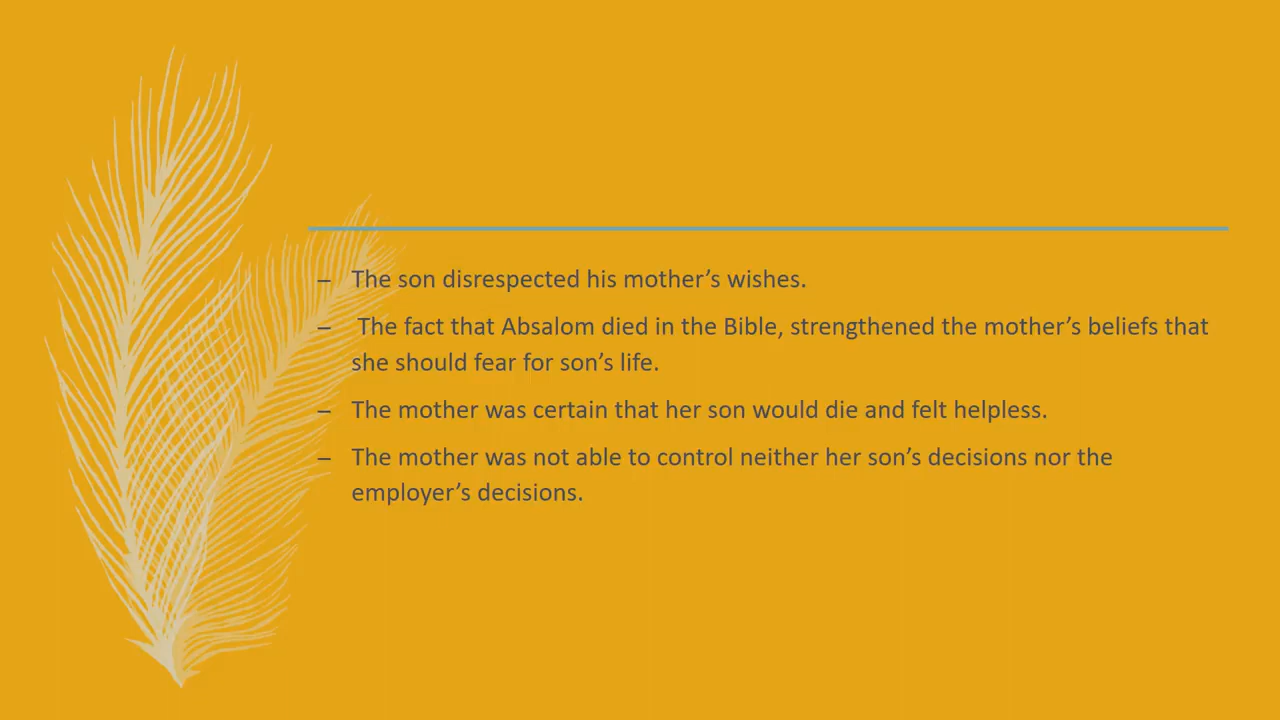 – The son disrespected his mother’s wishes.
– The fact that Absalom died in the Bible, strengthened the mother’s beliefs that
she should fear for son’s life.
– The mother was certain that her son would die and felt helpless.
– The mother was not able to control neither her son’s decisions nor the
employer’s decisions.